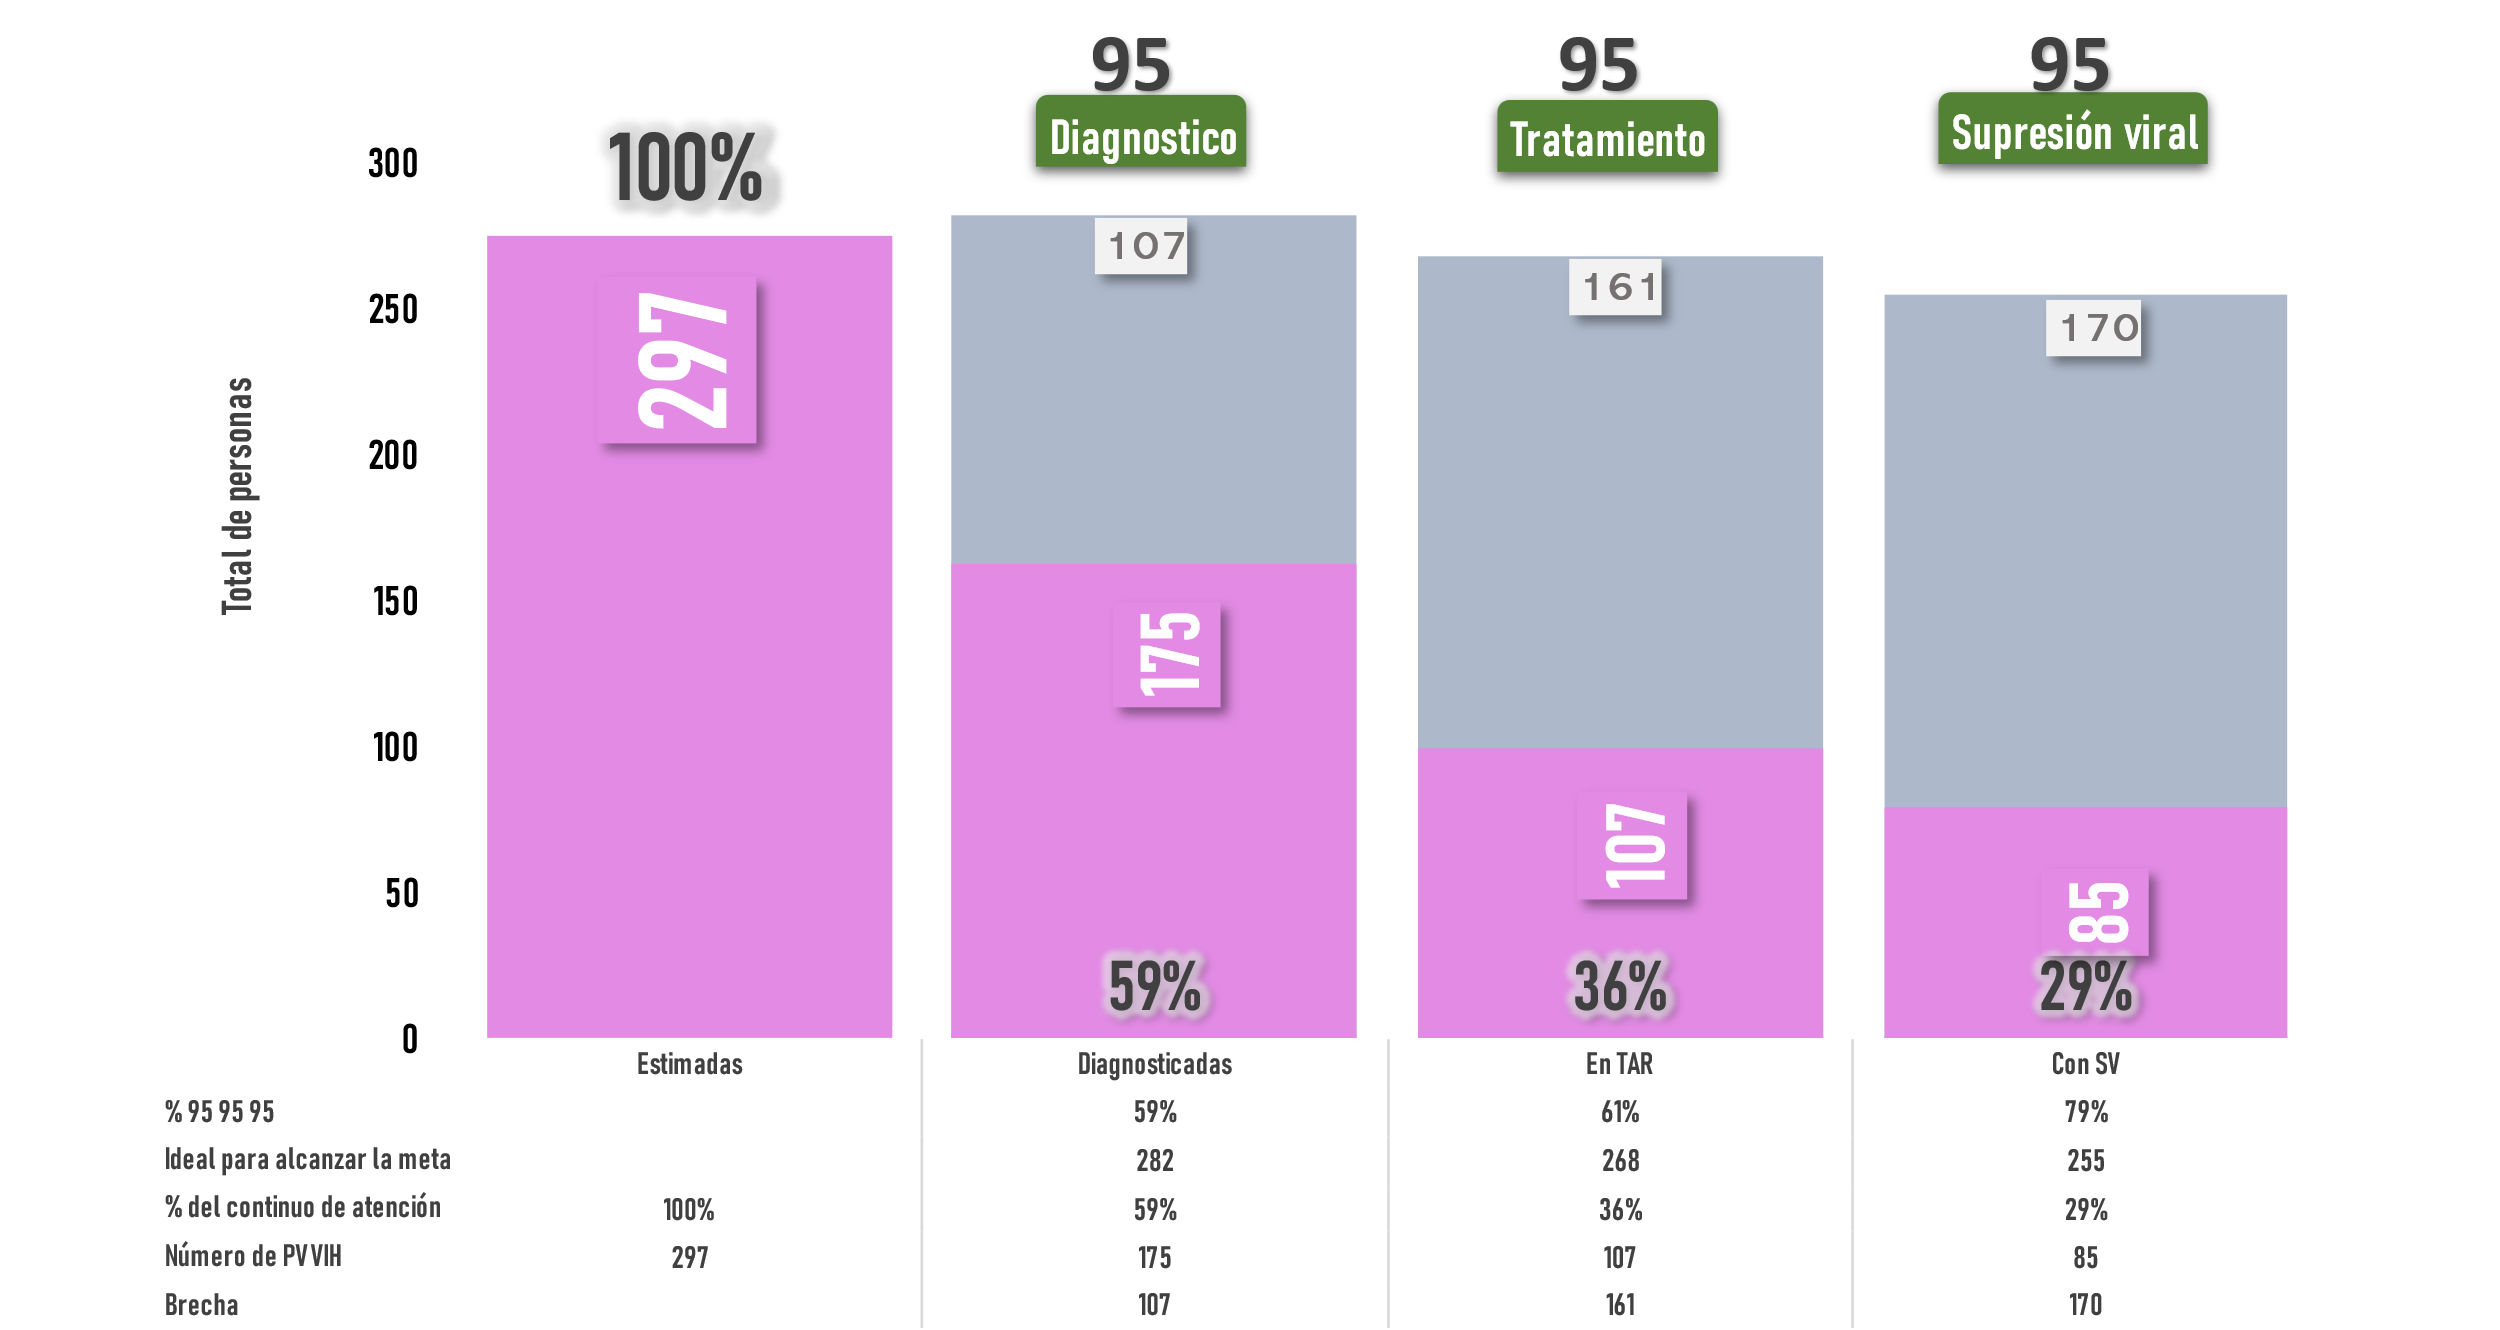 95
95
95
Diagnostico
Tratamiento
Supresión viral
100%
300
250
200
150
100
50
0
Total de personas
297
107
175
59%
161
107
36%
170
85
29%
Estimadas Diagnosticadas En TAR Con SV
% 95 95 95 59% 61% 79%
Ideal para alcanzar la meta 282 268 255
% del continuo de atención 100% 59% 36% 29%
Número de PVVIH 297 175 107 85
Brecha 107 161 170